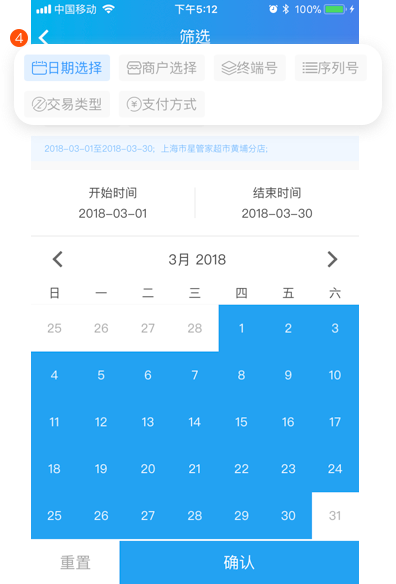 中国移动 下午5:12 100%
4 筛选
日期选择 商户选择 终端号 序列号
交易类型 支付方式
2018-03-01至2018-03-30; 上海市星管家超市黄埔分店;
开始时间 结束时间
2018-03-01 2018-03-30
3月 2018
日 一 二 三 四 五 六
25 26 27 28 1 2 3
4 5 6 7 8 9 10
11 12 13 14 15 16 17
18 19 20 21 22 23 24
25 26 27 28 29 30 31
重置 确认